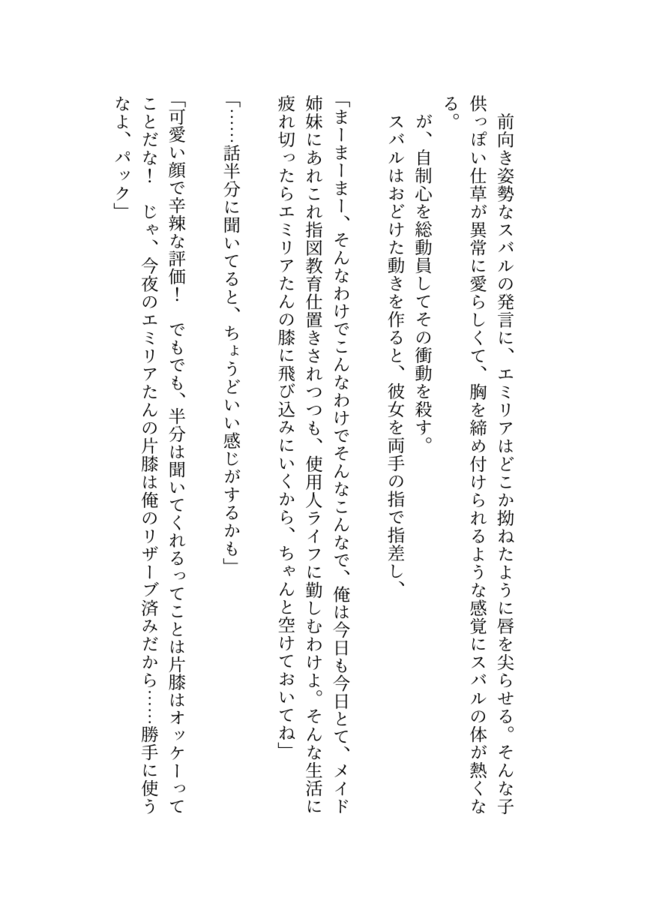 前向き姿勢なスバルの発言に、エミリアはどこか拗ねたように唇を尖らせる。そんな子
供っぽい仕草が異常に愛らしくて、胸を締め付けられるような感覚にスバルの体が熱くな
る。
　が、自制心を総動員してその衝動を殺す。
　スバルはおどけた動きを作ると、彼女を両手の指で指差し、
「まーまーまー、そんなわけでこんなわけでそんなこんなで、俺は今日も今日とて、メイド
姉妹にあれこれ指図教育仕置きされつつも、使用人ライフに勤しむわけよ。そんな生活に
疲れ切ったらエミリアたんの膝に飛び込みにいくから、ちゃんと空けておいてね」
「……話半分に聞いてると、ちょうどいい感じがするかも」
「可愛い顔で辛辣な評価！　でもでも、半分は聞いてくれるってことは片膝はオッケーって
ことだな！　じゃ、今夜のエミリアたんの片膝は俺のリザーブ済みだから……勝手に使う
なよ、パック」